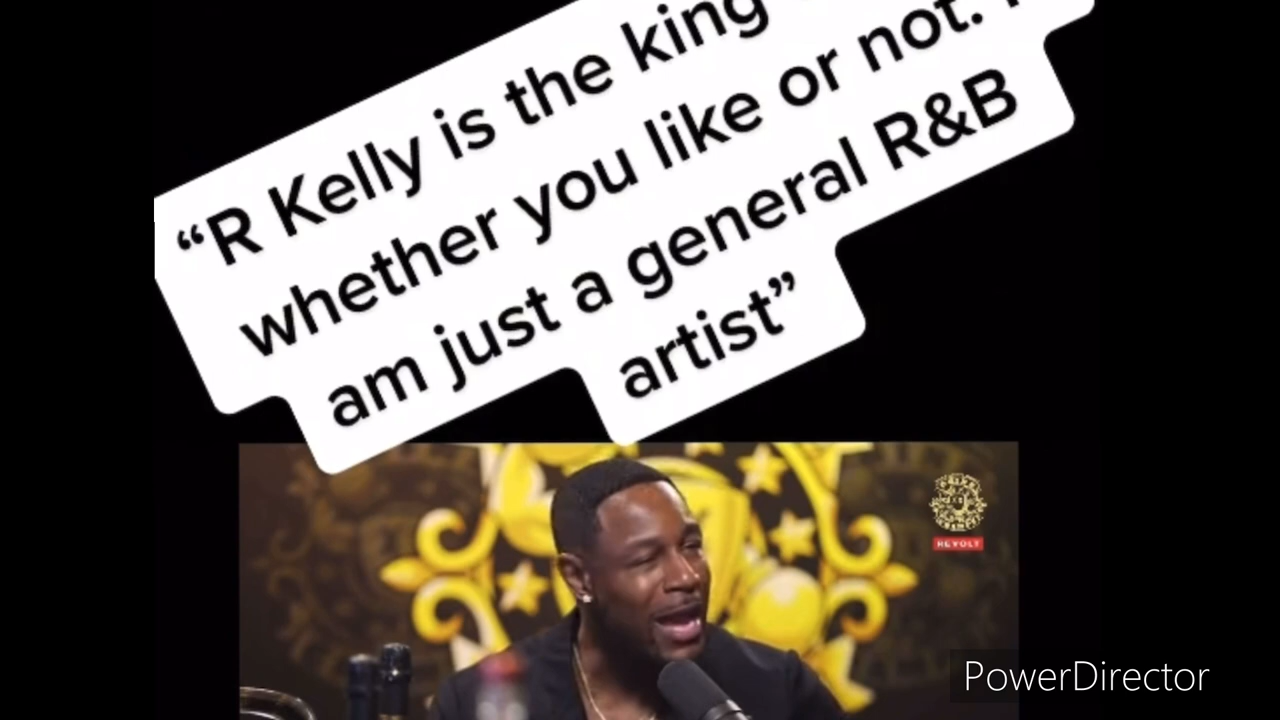 “R Kelly is the king
whether you like or not.
am just a general R&B
artist”
REVOLT
PowerDirector